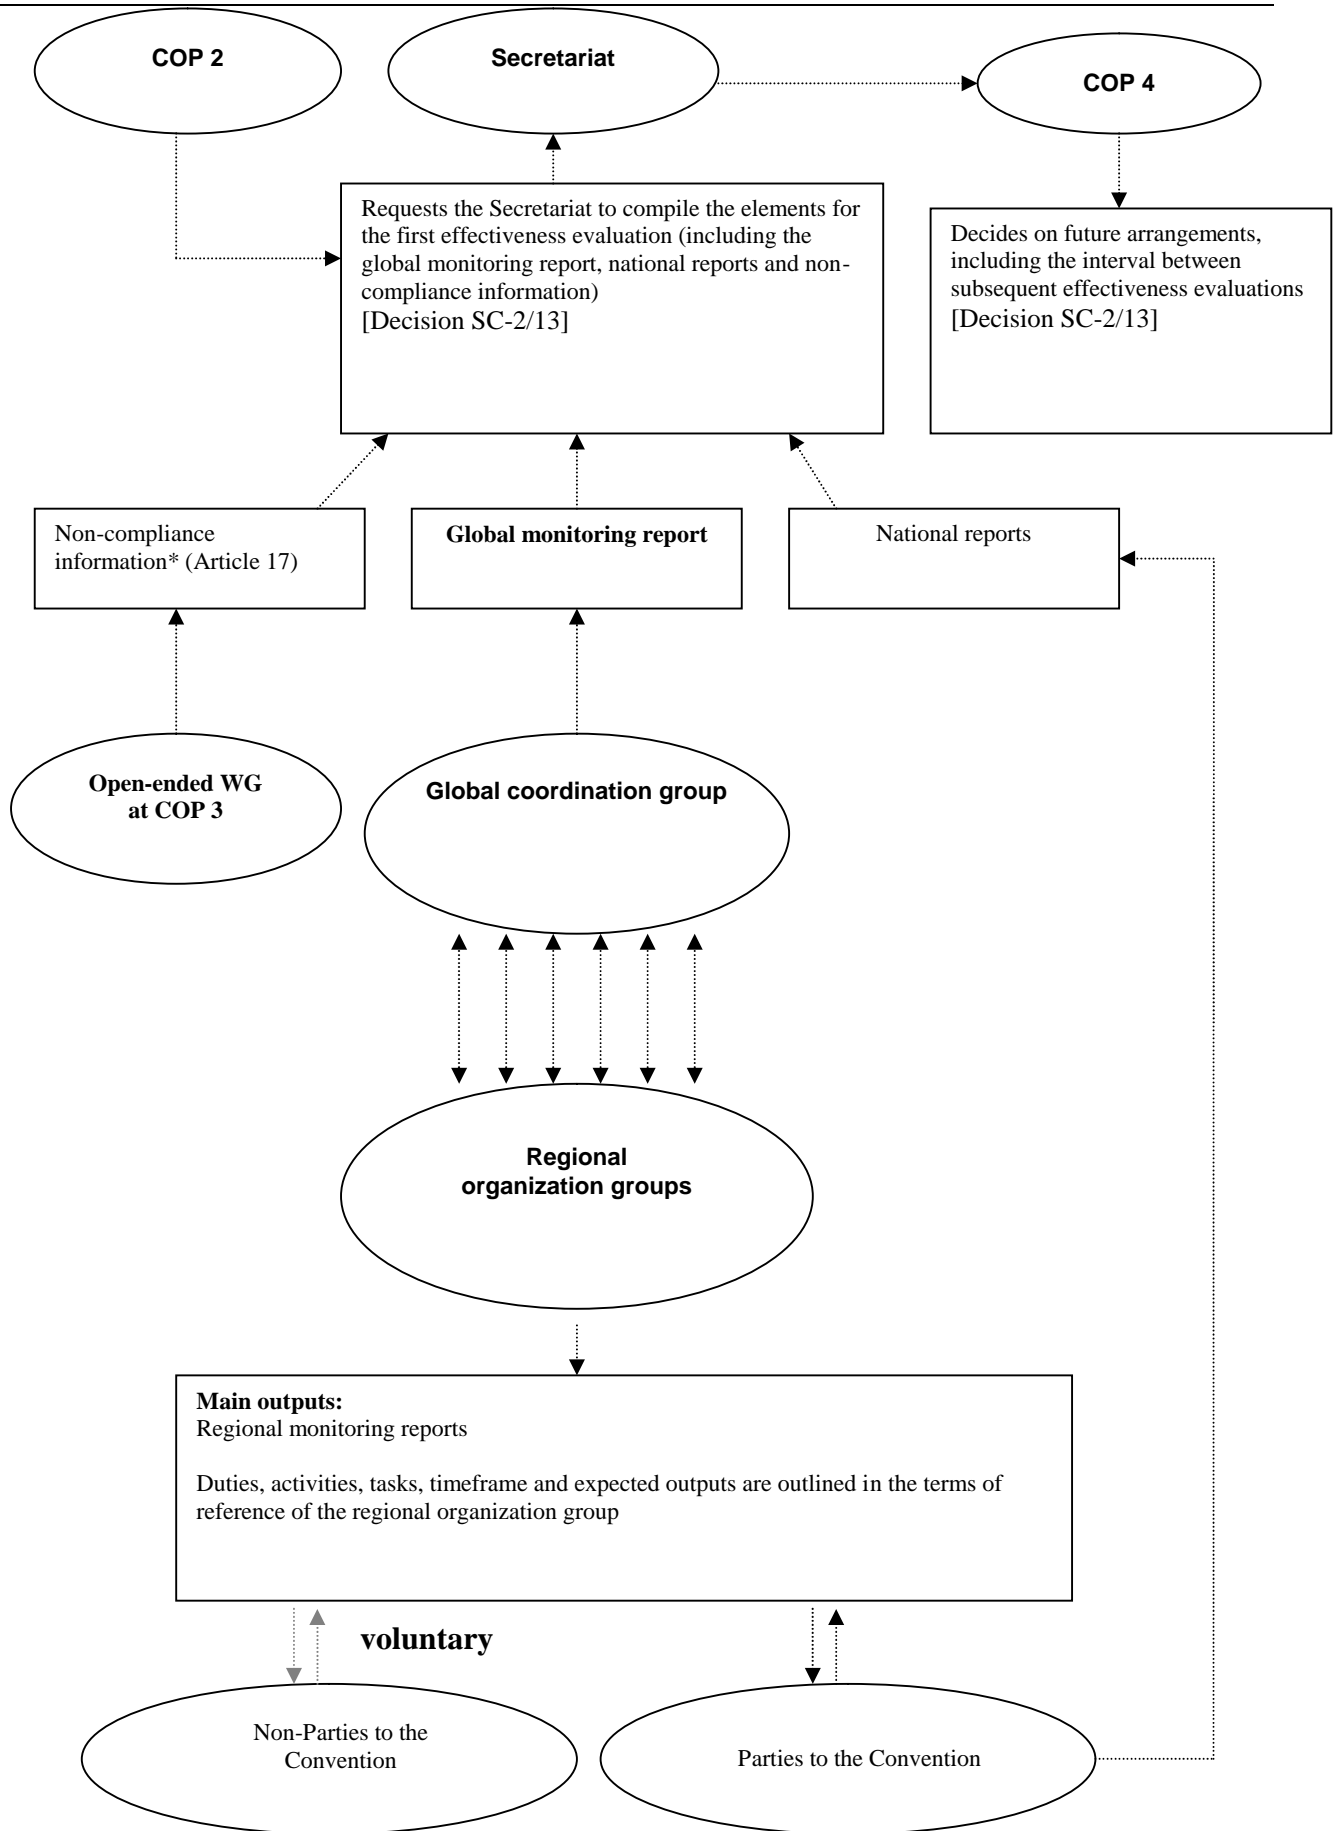 COP 2
Secretariat
COP 4
Requests the Secretariat to compile the elements for
the first effectiveness evaluation (including the
global monitoring report, national reports and non-
compliance information)
[Decision SC-2/13]
Decides on future arrangements,
including the interval between
subsequent effectiveness evaluations
[Decision SC-2/13]
Non-compliance
information* (Article 17)
Global monitoring report
National reports
Open-ended WG
at COP 3
Global coordination group
Regional
organization groups
Main outputs:
Regional monitoring reports
Duties, activities, tasks, timeframe and expected outputs are outlined in the terms of
reference of the regional organization group
voluntary
Non-Parties to the
Convention
Parties to the Convention